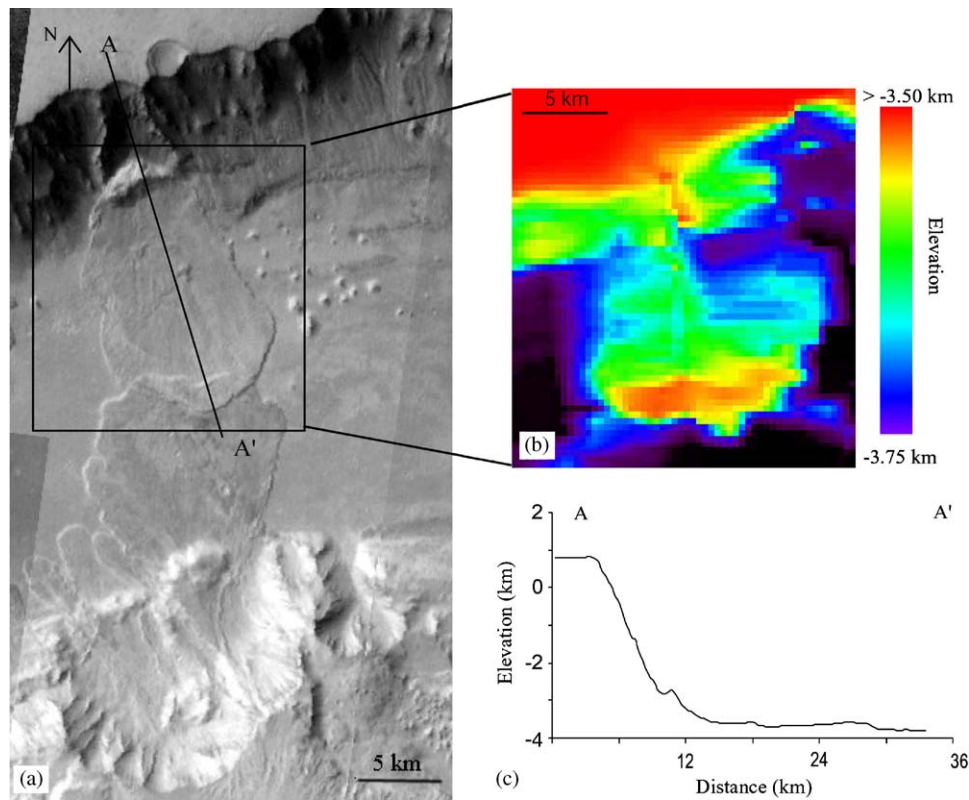 N
A
A'
5 km
(a)
5 km
> -3.50 km
Elevation
-3.75 km
(b)
A
A'
2
0
-2
-4
Elevation (km)
12
24
36
Distance (km)
(c)